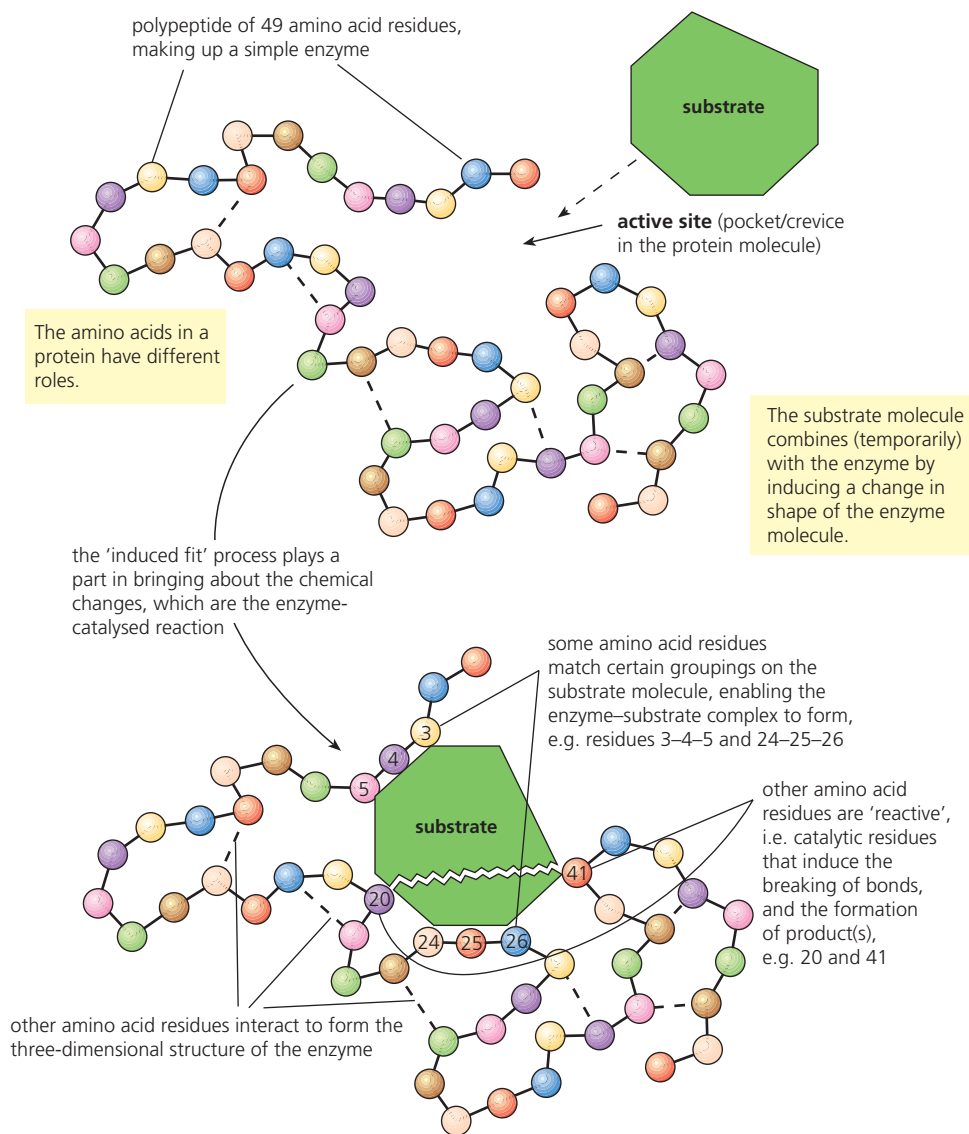 polypeptide of 49 amino acid residues,
making up a simple enzyme
substrate
active site (pocket/crevice
in the protein molecule)
The amino acids in a
protein have different
roles.
The substrate molecule
combines (temporarily)
with the enzyme by
inducing a change in
shape of the enzyme
molecule.
the ‘induced fit’ process plays a
part in bringing about the chemical
changes, which are the enzyme-
catalysed reaction
some amino acid residues
match certain groupings on the
substrate molecule, enabling the
enzyme–substrate complex to form,
e.g. residues 3–4–5 and 24–25–26
3
4
5
substrate
other amino acid
residues are ‘reactive’,
i.e. catalytic residues
that induce the
breaking of bonds,
and the formation
of product(s),
e.g. 20 and 41
41
20
24 25 26
other amino acid residues interact to form the
three-dimensional structure of the enzyme